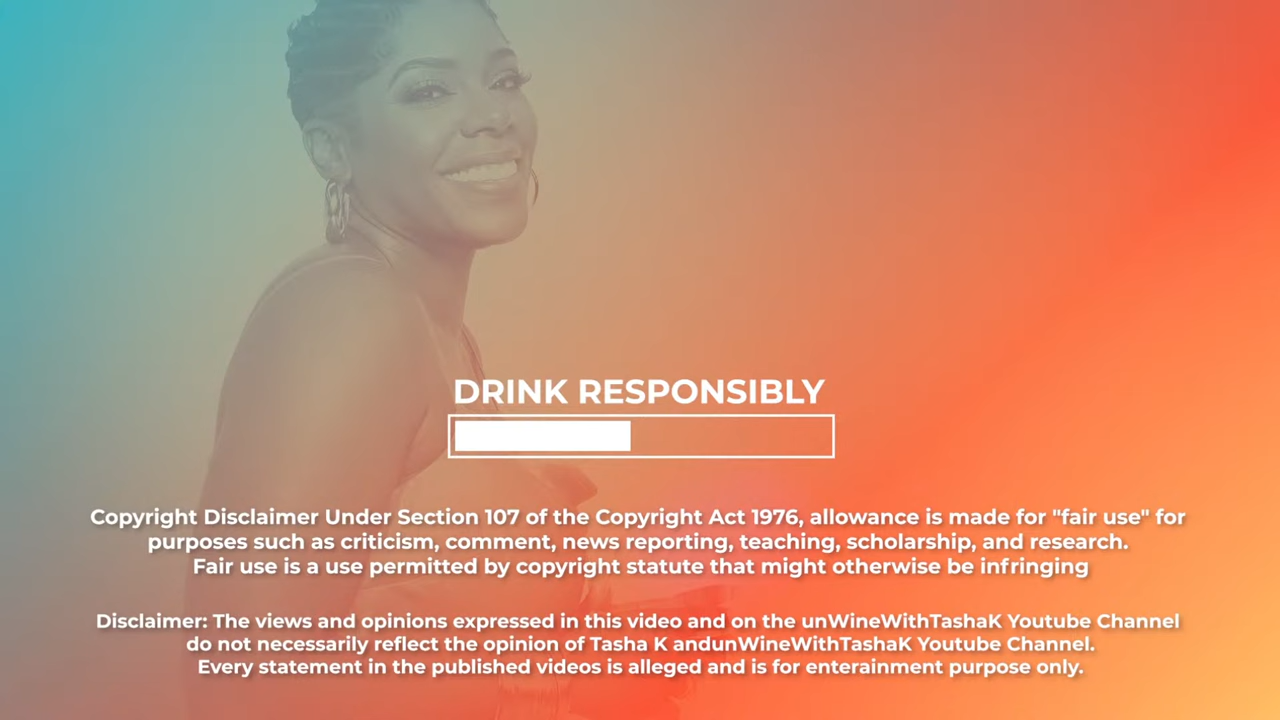 DRINK RESPONSIBLY
Copyright Disclaimer Under Section 107 of the Copyright Act 1976, allowance is made for "fair use" for
purposes such as criticism, comment, news reporting, teaching, scholarship, and research.
Fair use is a use permitted by copyright statute that might otherwise be infringing
Disclaimer: The views and opinions expressed in this video and on the unWineWithTashaK Youtube Channel
do not necessarily reflect the opinion of Tasha K andunWineWithTashaK Youtube Channel.
Every statement in the published videos is alleged and is for enterainment purpose only.